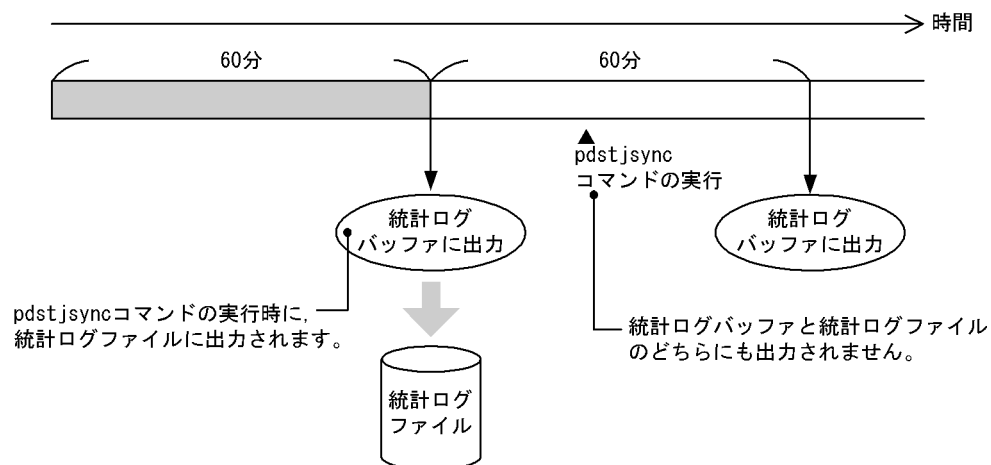 時間
60分
60分
pdstjsync
コマンドの実行
統計ログ
バッファに出力
統計ログ
バッファに出力
pdstjsyncコマンドの実行時に,
統計ログファイルに出力されます。
統計ログバッファと統計ログファイル
のどちらにも出力されません。
統計ログ
ファイル